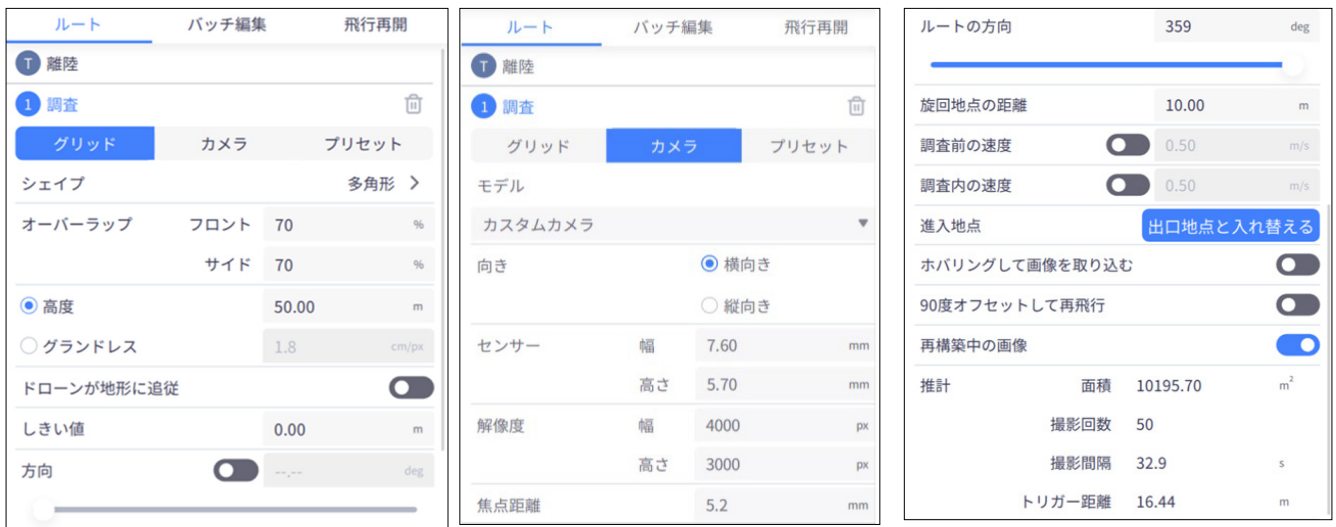 ルート バッチ編集 飛行再開
T 離陸
1 調査
グリッド カメラ プリセット
シェイプ 多角形 >
オーバーラップ フロント 70 %
サイド 70 %
高度 50.00 m
グランドレス 1.8 cm/px
ドローンが地形に追従
しきい値 0.00 m
方向 --.-- deg
ルート バッチ編集 飛行再開
T 離陸
1 調査
グリッド カメラ プリセット
モデル
カスタムカメラ
向き 横向き
縦向き
センサー 幅 7.60 mm
高さ 5.70 mm
解像度 幅 4000 px
高さ 3000 px
焦点距離 5.2 mm
ルートの方向 359 deg
旋回地点の距離 10.00 m
調査前の速度 0.50 m/s
調査内の速度 0.50 m/s
進入地点 出口地点と入れ替える
ホバリングして画像を取り込む
90度オフセットして再飛行
再構築中の画像
推計 面積 10195.70 m²
撮影回数 50
撮影間隔 32.9 s
トリガー距離 16.44 m